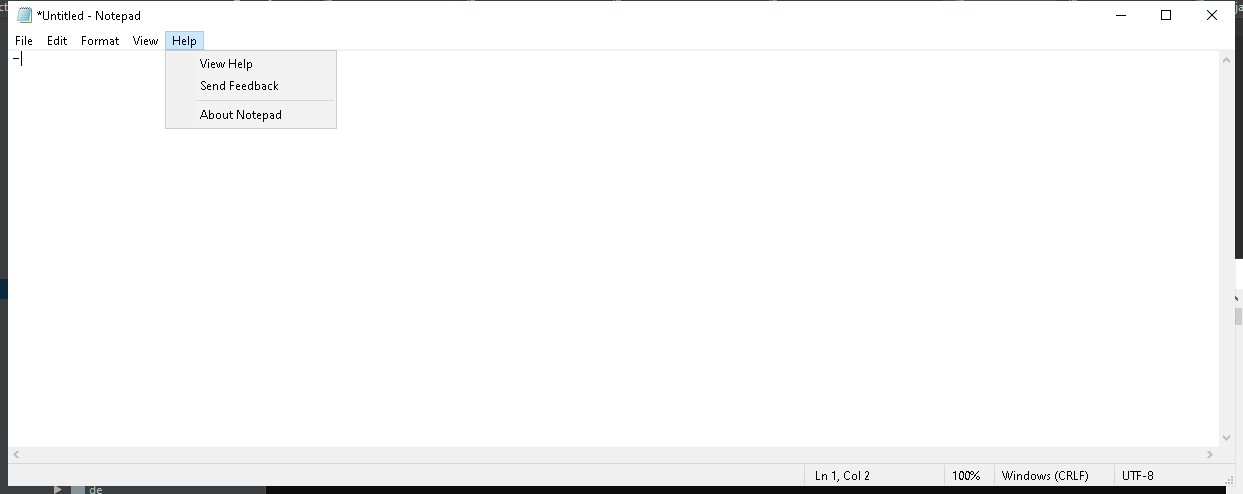 *Untitled - Notepad
File Edit Format View Help
-
View Help
Send Feedback
About Notepad
Ln 1, Col 2 100% Windows (CRLF) UTF-8
de